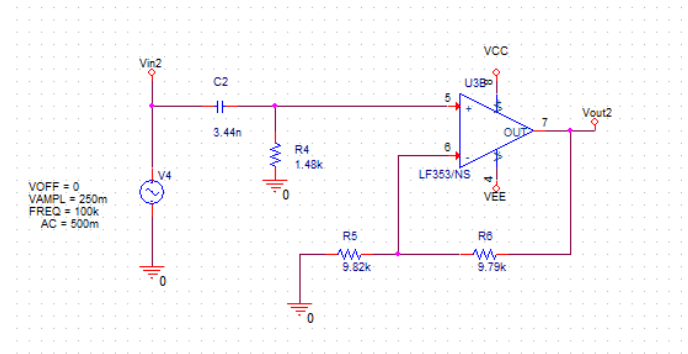 Vin2
C2
3.44n
R4
1.48k
0
V4
VOFF = 0
VAMPL = 250m
FREQ = 100k
AC = 500m
0
VCC
U3B
8
5
+
6
-
OUT
7
Vout2
LF353/NS
4
VEE
R5
9.82k
R6
9.79k
0